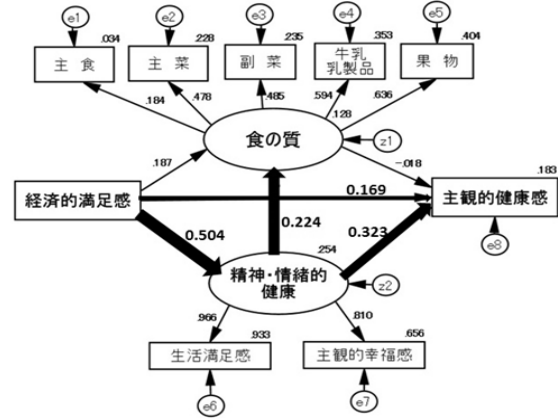 e1
e2
e3
e4
e5
.034
.228
.235
.353
.404
主食
主菜
副菜
牛乳
乳製品
果物
.184
.478
.485
.594
.636
.128
食の質
z1
.187
-.018
.183
経済的満足感
0.169
主観的健康感
0.504
0.224
0.323
e8
.254
精神・情緒的
健康
z2
.966
.933
.810
.656
生活満足感
主観的幸福感
e6
e7